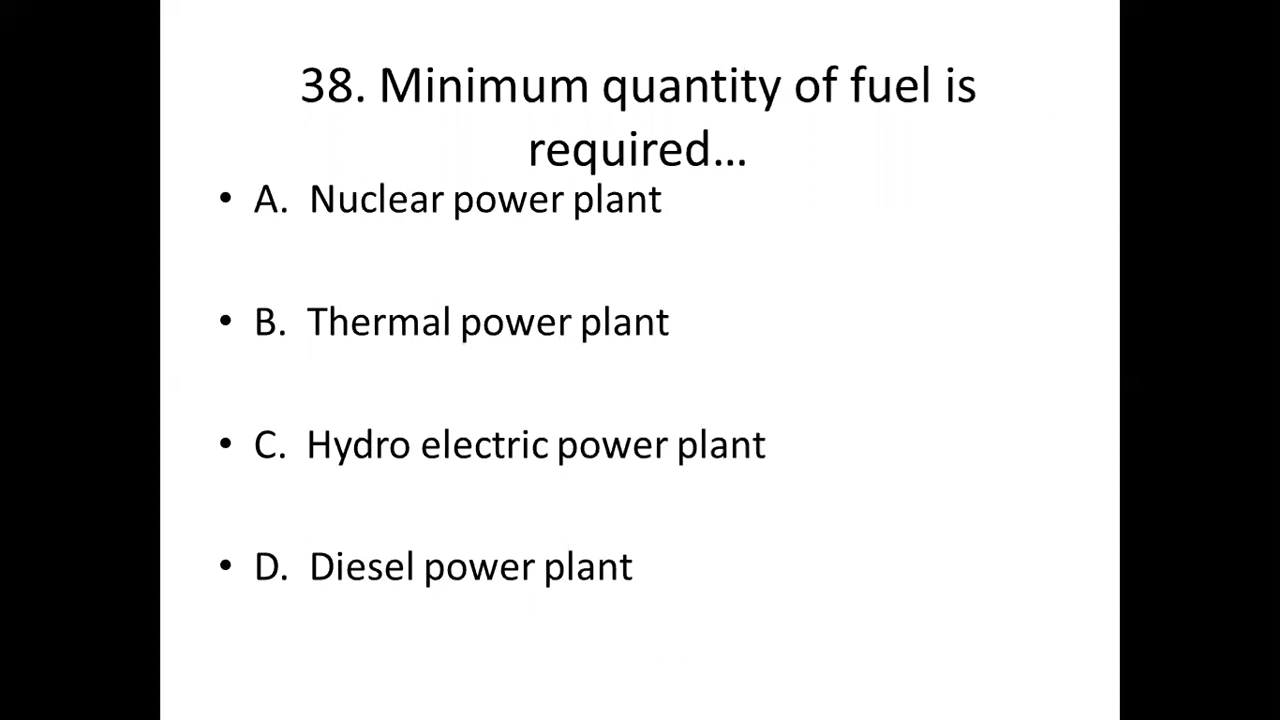 38. Minimum quantity of fuel is
required...
• A. Nuclear power plant
• B. Thermal power plant
• C. Hydro electric power plant
• D. Diesel power plant